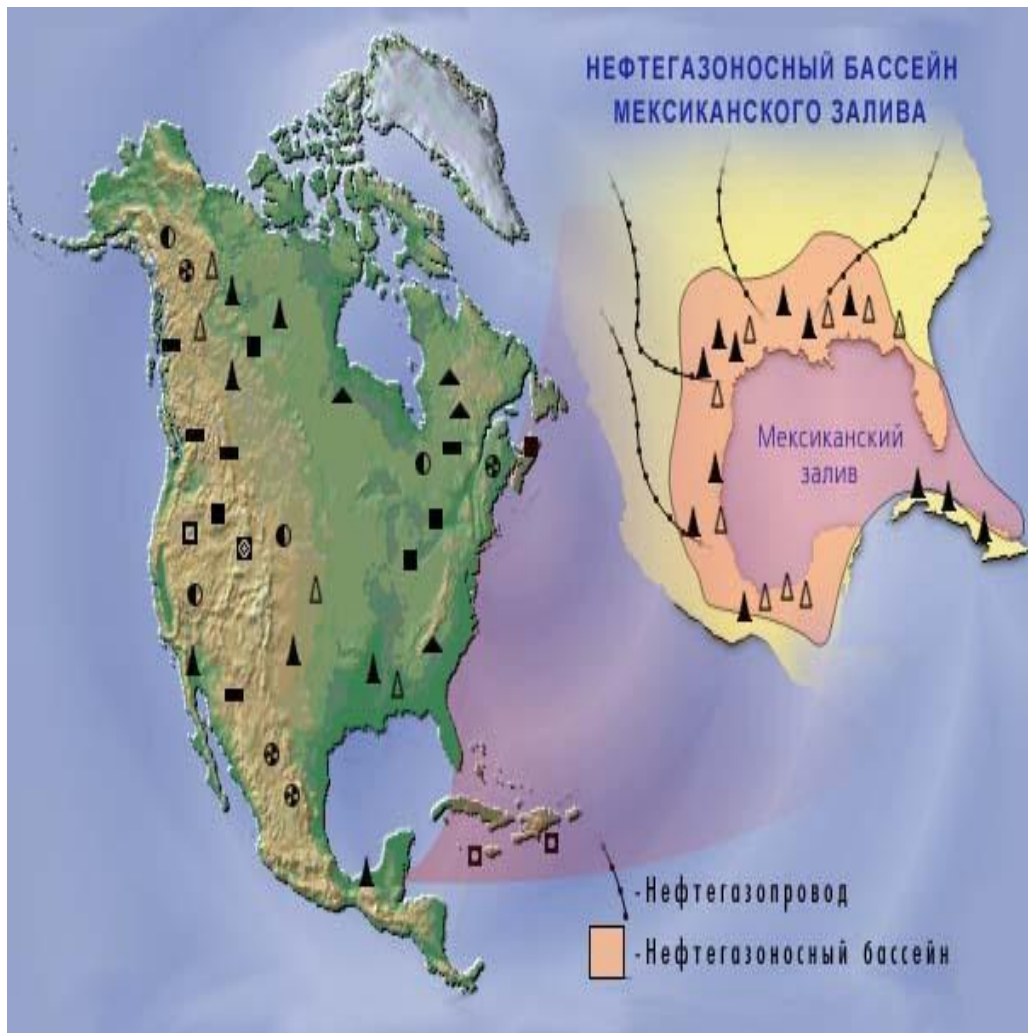 НЕФТЕГАЗОНОСНЫЙ БАССЕЙН
МЕКСИКАНСКОГО ЗАЛИВА
Мексиканский
залив
-Нефтегазопровод
-Нефтегазоносный бассейн